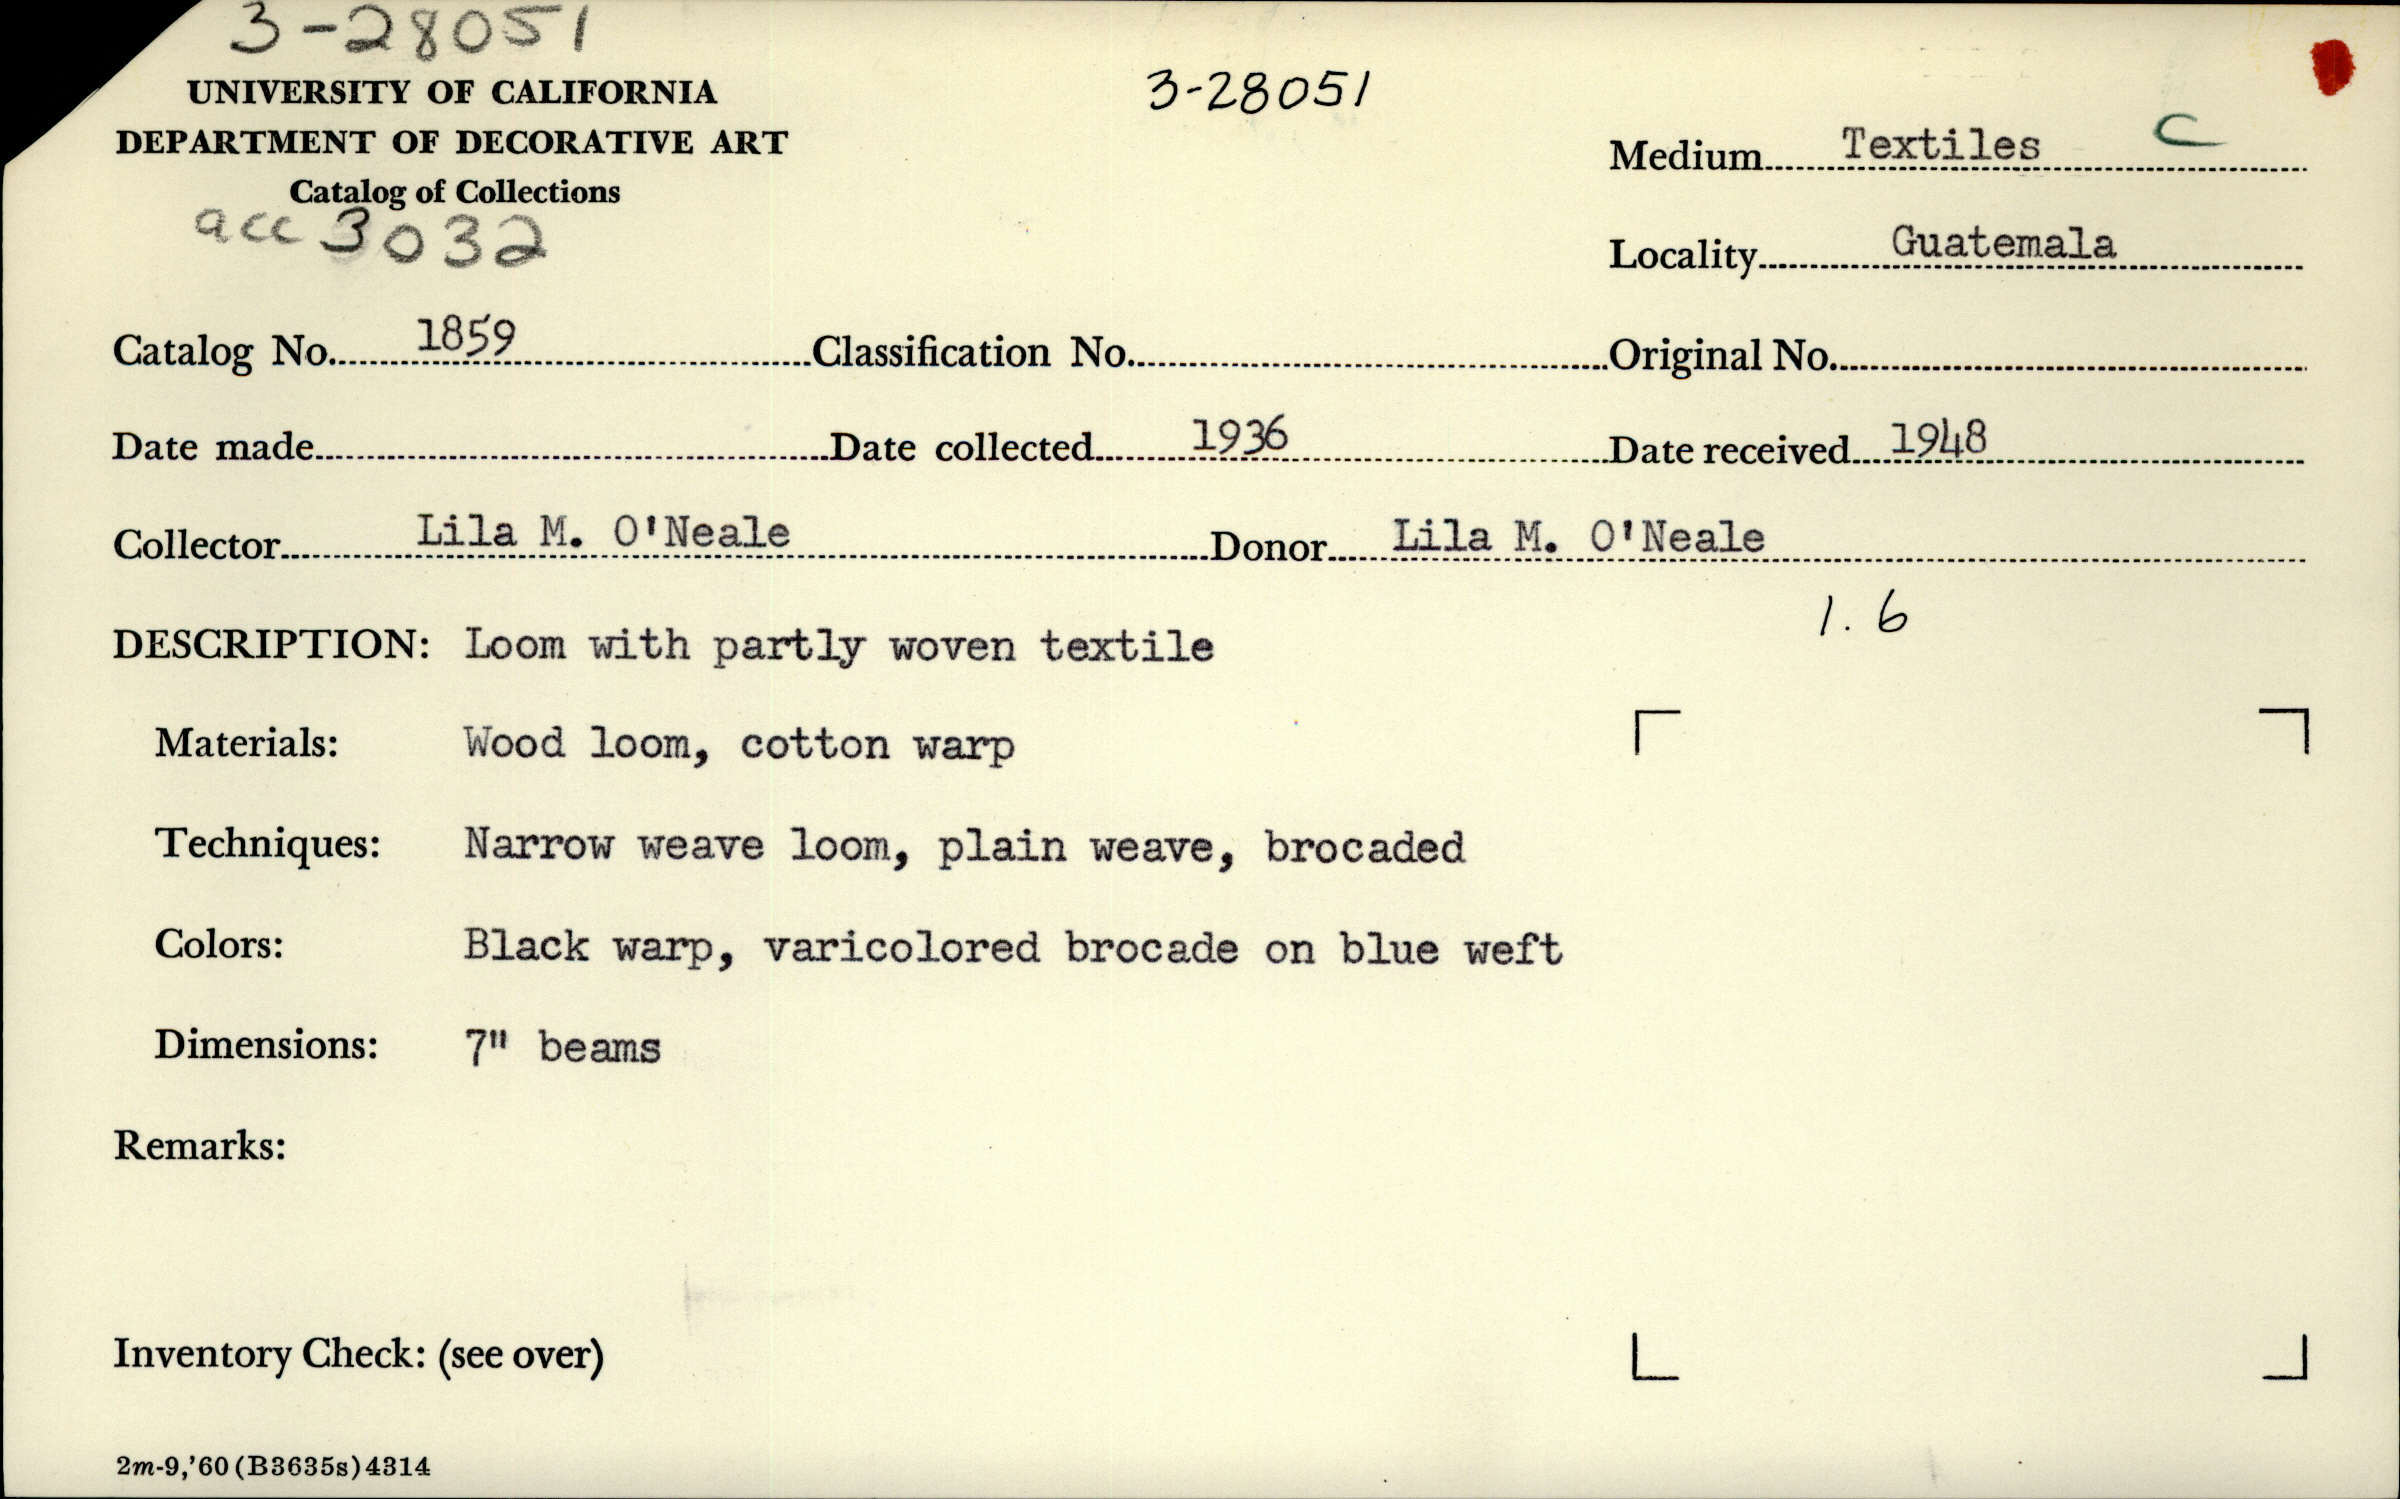 3-28051
UNIVERSITY OF CALIFORNIA
DEPARTMENT OF DECORATIVE ART
Catalog of Collections
acc 3032
3-28051
Medium Textiles C
Locality Guatemala
Catalog No. 1859 Classification No. Original No.
Date made Date collected 1936 Date received 1948
Collector Lila M. O'Neale Donor Lila M. O'Neale
1.6
DESCRIPTION: Loom with partly woven textile
Materials: Wood loom, cotton warp
Techniques: Narrow weave loom, plain weave, brocaded
Colors: Black warp, varicolored brocade on blue weft
Dimensions: 7" beams
Remarks:
Inventory Check: (see over)
2m-9,'60(B3635s)4314